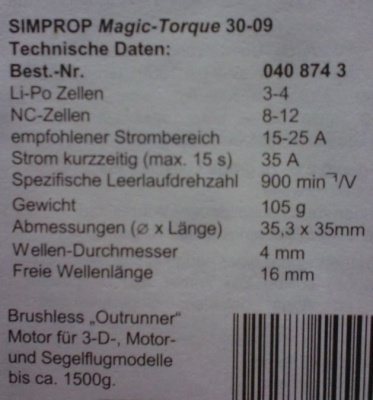 SIMPROP Magic-Torque 30-09
Technische Daten:
Best.-Nr. 040 874 3
Li-Po Zellen 3-4
NC-Zellen 8-12
empfohlener Strombereich 15-25 A
Strom kurzzeitig (max. 15 s) 35 A
Spezifische Leerlaufdrehzahl 900 min⁻¹/V
Gewicht 105 g
Abmessungen (⌀ x Länge) 35,3 x 35mm
Wellen-Durchmesser 4 mm
Freie Wellenlänge 16 mm
Brushless „Outrunner"
Motor für 3-D-, Motor-
und Segelflugmodelle
bis ca. 1500g.